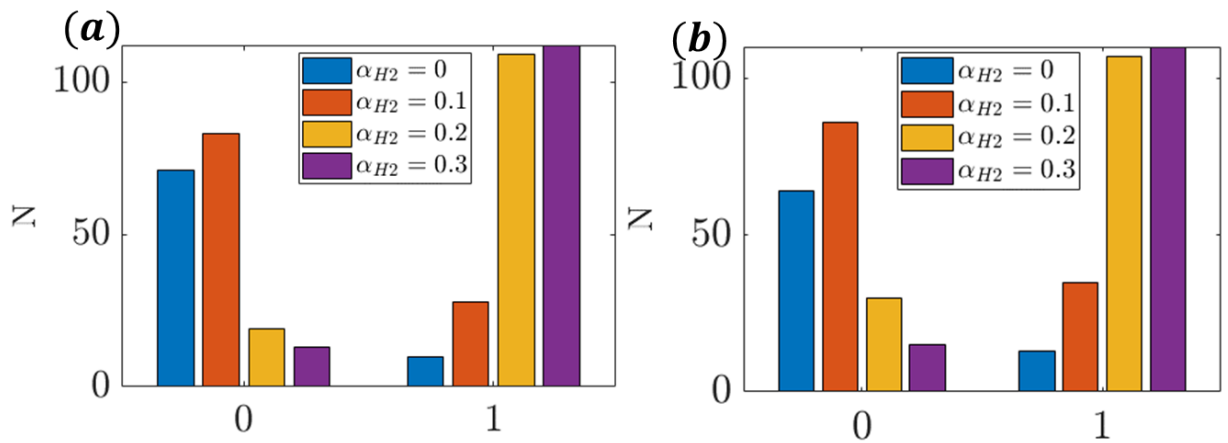 (a)
100
50
0
N
α_{H2} = 0
α_{H2} = 0.1
α_{H2} = 0.2
α_{H2} = 0.3
0 1
(b)
100
50
0
N
α_{H2} = 0
α_{H2} = 0.1
α_{H2} = 0.2
α_{H2} = 0.3
0 1